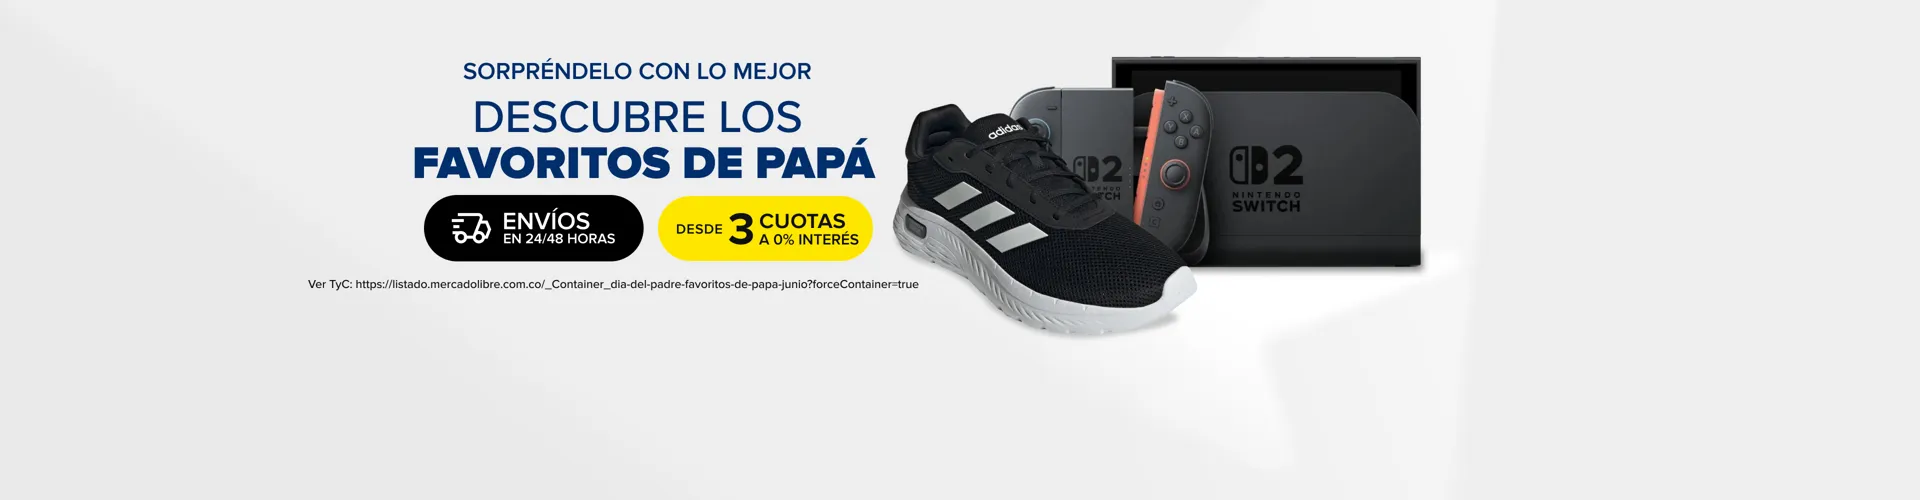 SORPRÉNDELO CON LO MEJOR
DESCUBRE LOS
FAVORITOS DE PAPÁ
ENVÍOS
EN 24/48 HORAS
DESDE 3 CUOTAS
A 0% INTERÉS
Ver TyC: https://listado.mercadolibre.com.co/_Container_dia-del-padre-favoritos-de-papa-junio?forceContainer=true
adidas
2
SWITCH
X
Y
A
B
2
NINTENDO
SWITCH